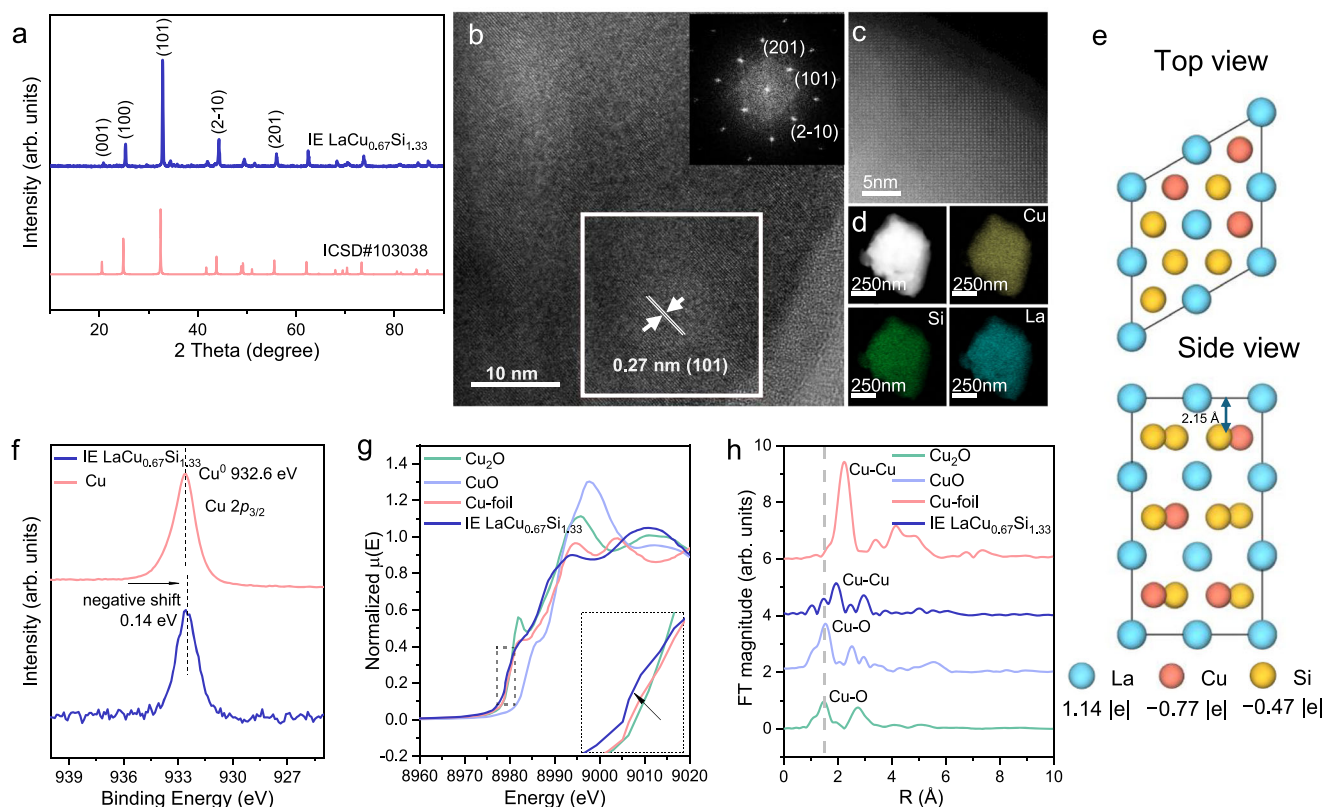 a
Intensity (arb. units)
(001)
(100)
(101)
(2-10)
(201)
IE LaCu0.67Si1.33
ICSD#103038
20 40 60 80
2 Theta (degree)
b
(201)
(101)
(2-10)
0.27 nm (101)
10 nm
c
5nm
d
250nm
Cu
250nm
Si
250nm
La
250nm
e
Top view
Side view
2.15 Å
La Cu Si
1.14 |e| −0.77 |e| −0.47 |e|
f
Intensity (arb. units)
IE LaCu0.67Si1.33
Cu
Cu0 932.6 eV
Cu 2p3/2
negative shift
0.14 eV
939 936 933 930 927
Binding Energy (eV)
g
Normalized μ(E)
1.4
1.2
1.0
0.8
0.6
0.4
0.2
0.0
-0.2
Cu2O
CuO
Cu-foil
IE LaCu0.67Si1.33
8960 8970 8980 8990 9000 9010 9020
Energy (eV)
h
FT magnitude (arb. units)
10
8
6
4
2
0
Cu2O
CuO
Cu-foil
IE LaCu0.67Si1.33
Cu-Cu
Cu-Cu
Cu-O
Cu-O
0 2 4 6 8 10
R (Å)